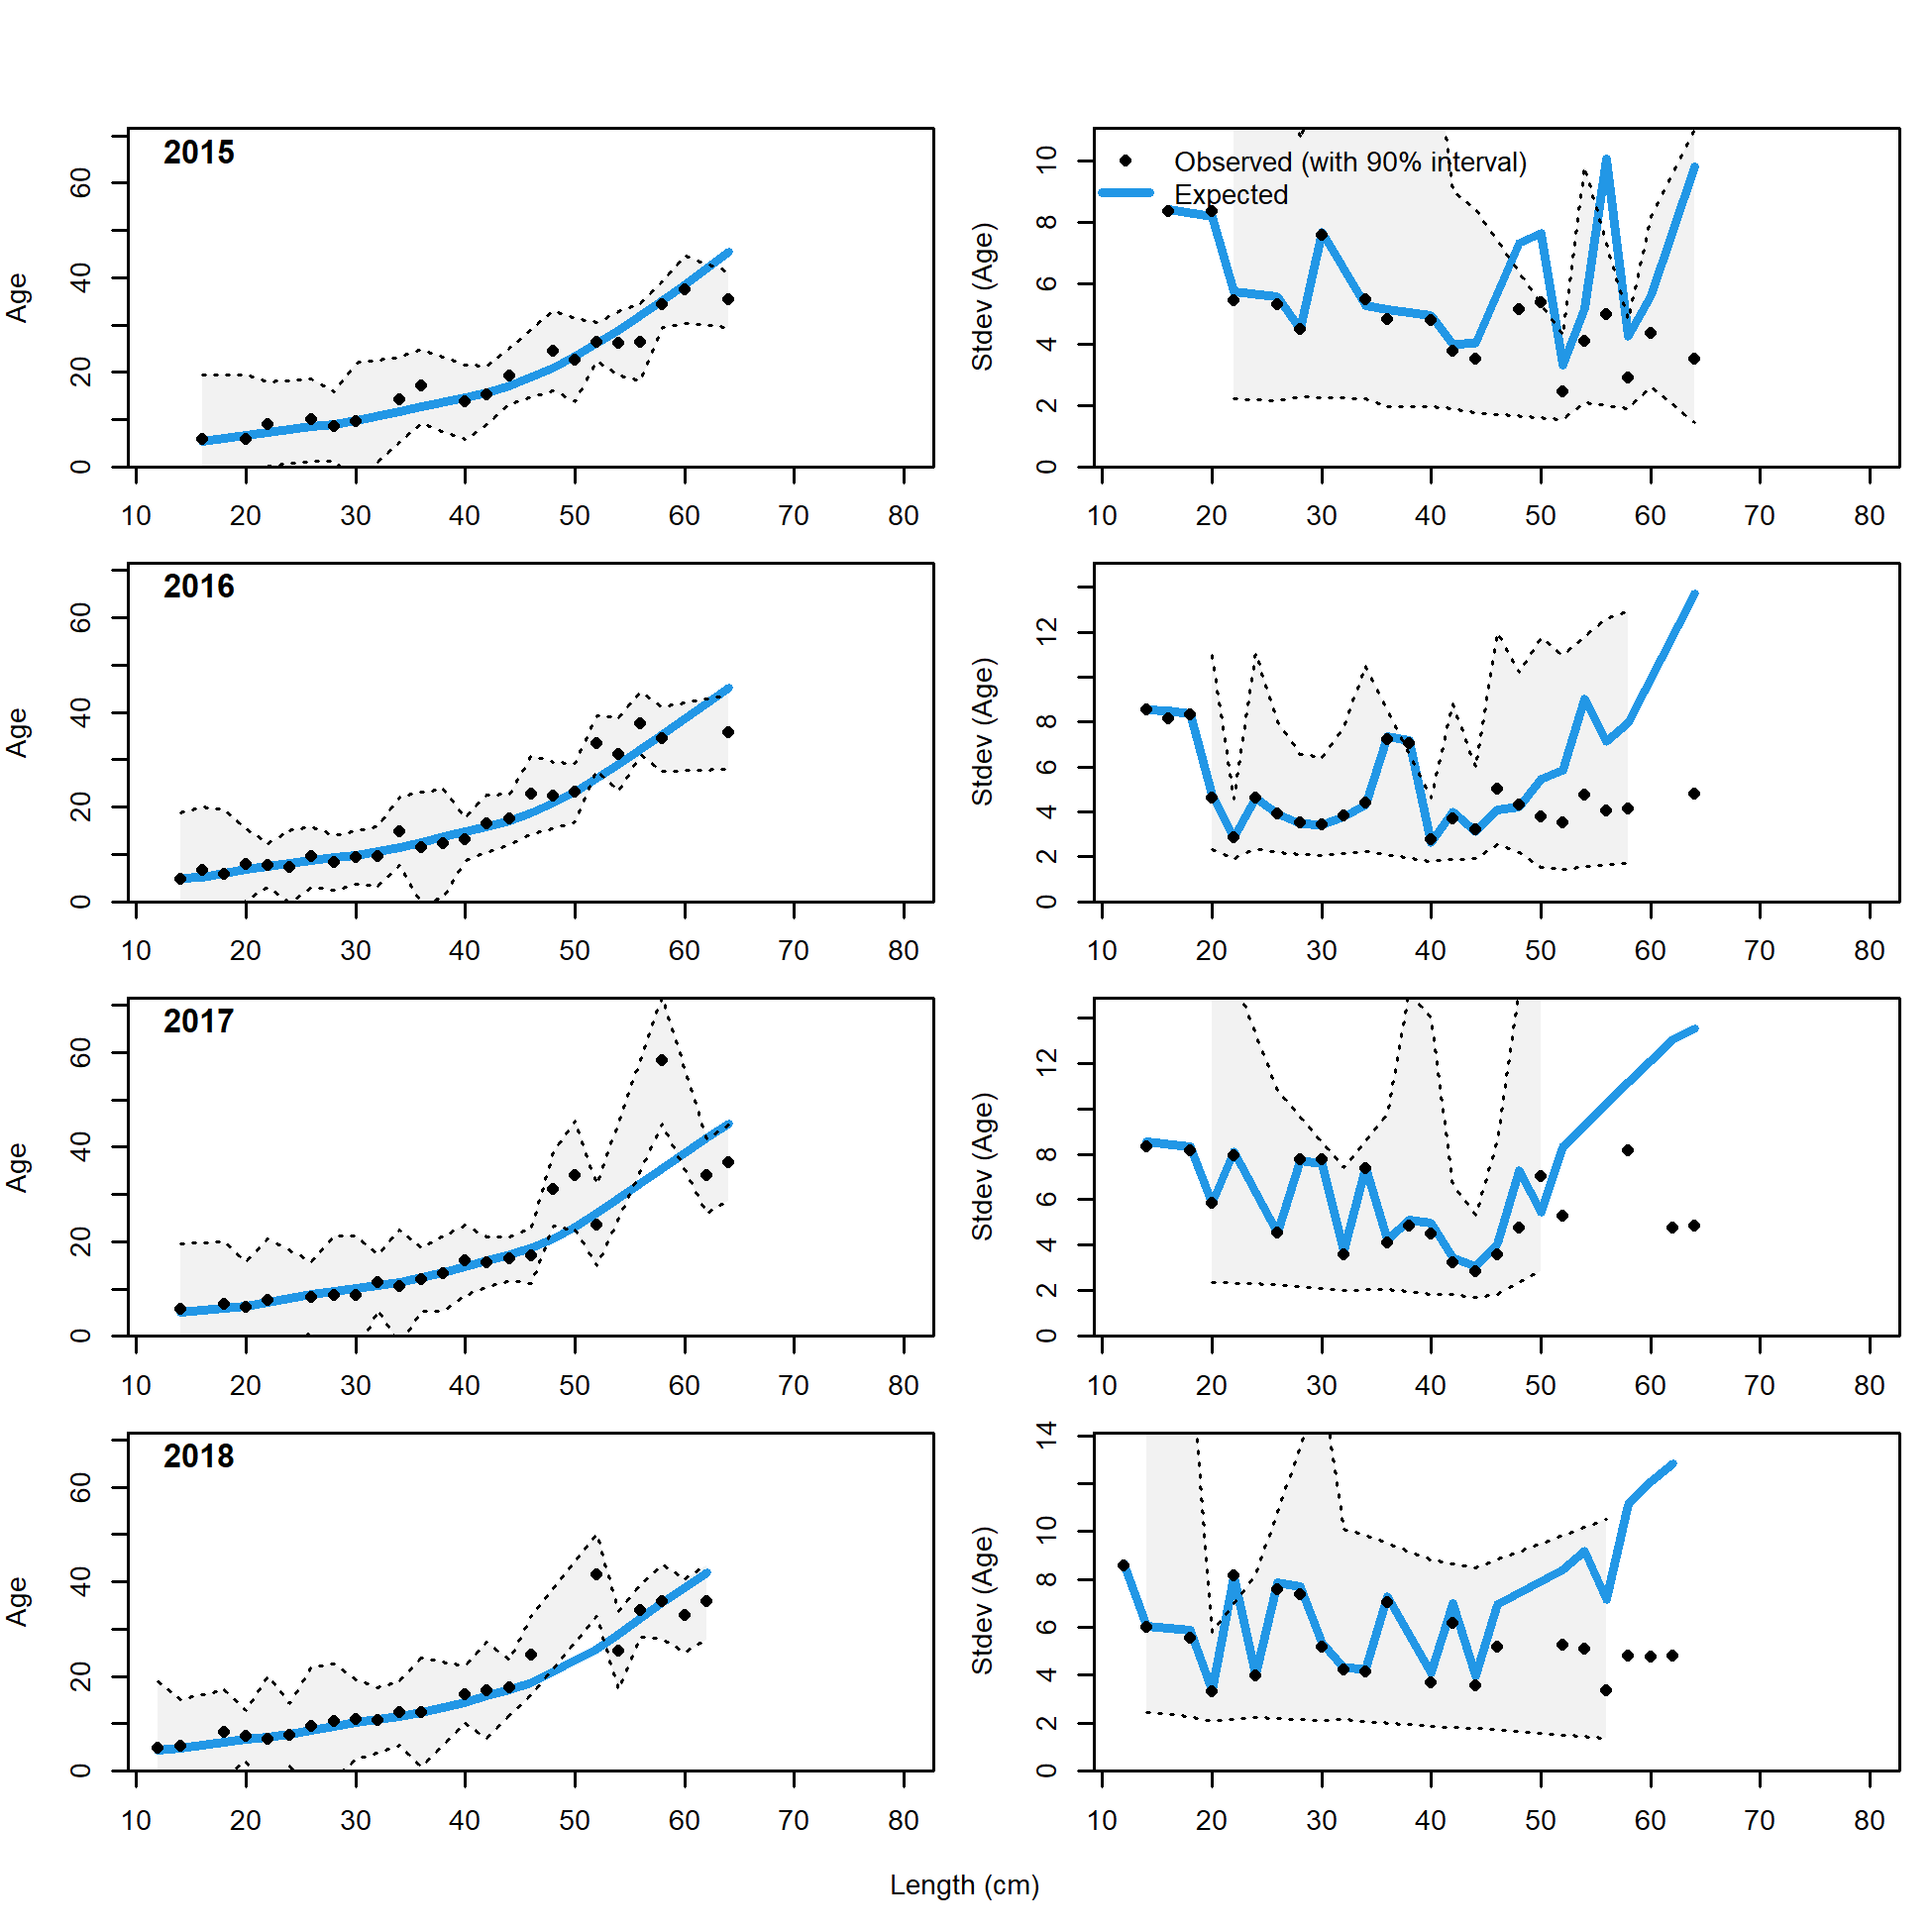 2015
Age
0 20 40 60
10 20 30 40 50 60 70 80
Observed (with 90% interval)
Expected
Stdev (Age)
0 2 4 6 8 10
10 20 30 40 50 60 70 80
2016
Age
0 20 40 60
10 20 30 40 50 60 70 80
Stdev (Age)
0 2 4 6 8 12
10 20 30 40 50 60 70 80
2017
Age
0 20 40 60
10 20 30 40 50 60 70 80
Stdev (Age)
0 2 4 6 8 12
10 20 30 40 50 60 70 80
2018
Age
0 20 40 60
10 20 30 40 50 60 70 80
Stdev (Age)
0 2 4 6 8 10 14
10 20 30 40 50 60 70 80
Length (cm)